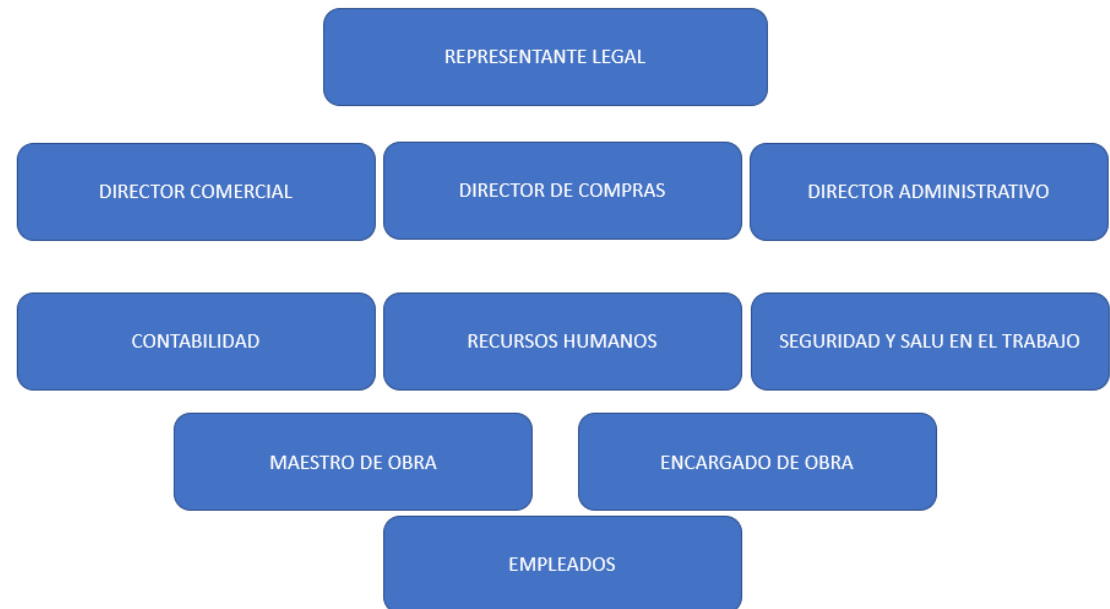 REPRESENTANTE LEGAL
DIRECTOR COMERCIAL
DIRECTOR DE COMPRAS
DIRECTOR ADMINISTRATIVO
CONTABILIDAD
RECURSOS HUMANOS
SEGURIDAD Y SALU EN EL TRABAJO
MAESTRO DE OBRA
ENCARGADO DE OBRA
EMPLEADOS